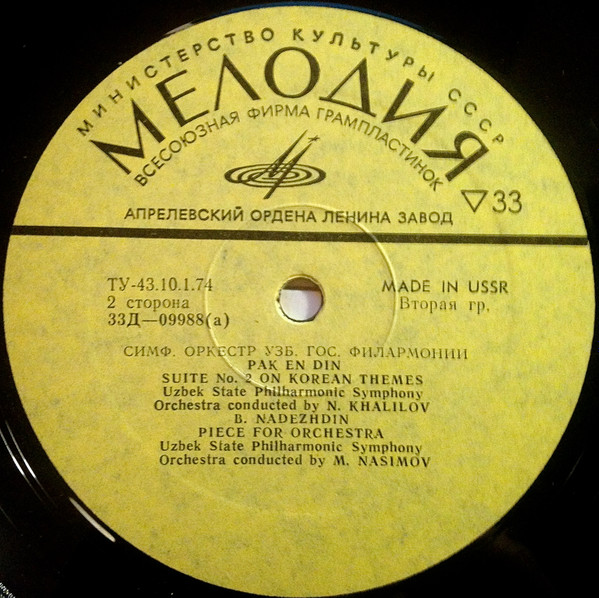 МИНИСТЕРСТВО КУЛЬТУРЫ СССР
МЕЛОДИЯ
ВСЕСОЮЗНАЯ ФИРМА ГРАМПЛАСТИНОК
▽33
АПРЕЛЕВСКИЙ ОРДЕНА ЛЕНИНА ЗАВОД
ТУ-43.10.1.74
2 сторона
33Д—09988(а)
MADE IN USSR
Вторая гр.
СИМФ. ОРКЕСТР УЗБ. ГОС. ФИЛАРМОНИИ
PAK EN DIN
SUITE No. 2 ON KOREAN THEMES
Uzbek State Philharmonic Symphony
Orchestra conducted by N. KHALILOV
B. NADEZHDIN
PIECE FOR ORCHESTRA
Uzbek State Philharmonic Symphony
Orchestra conducted by M. NASIMOV